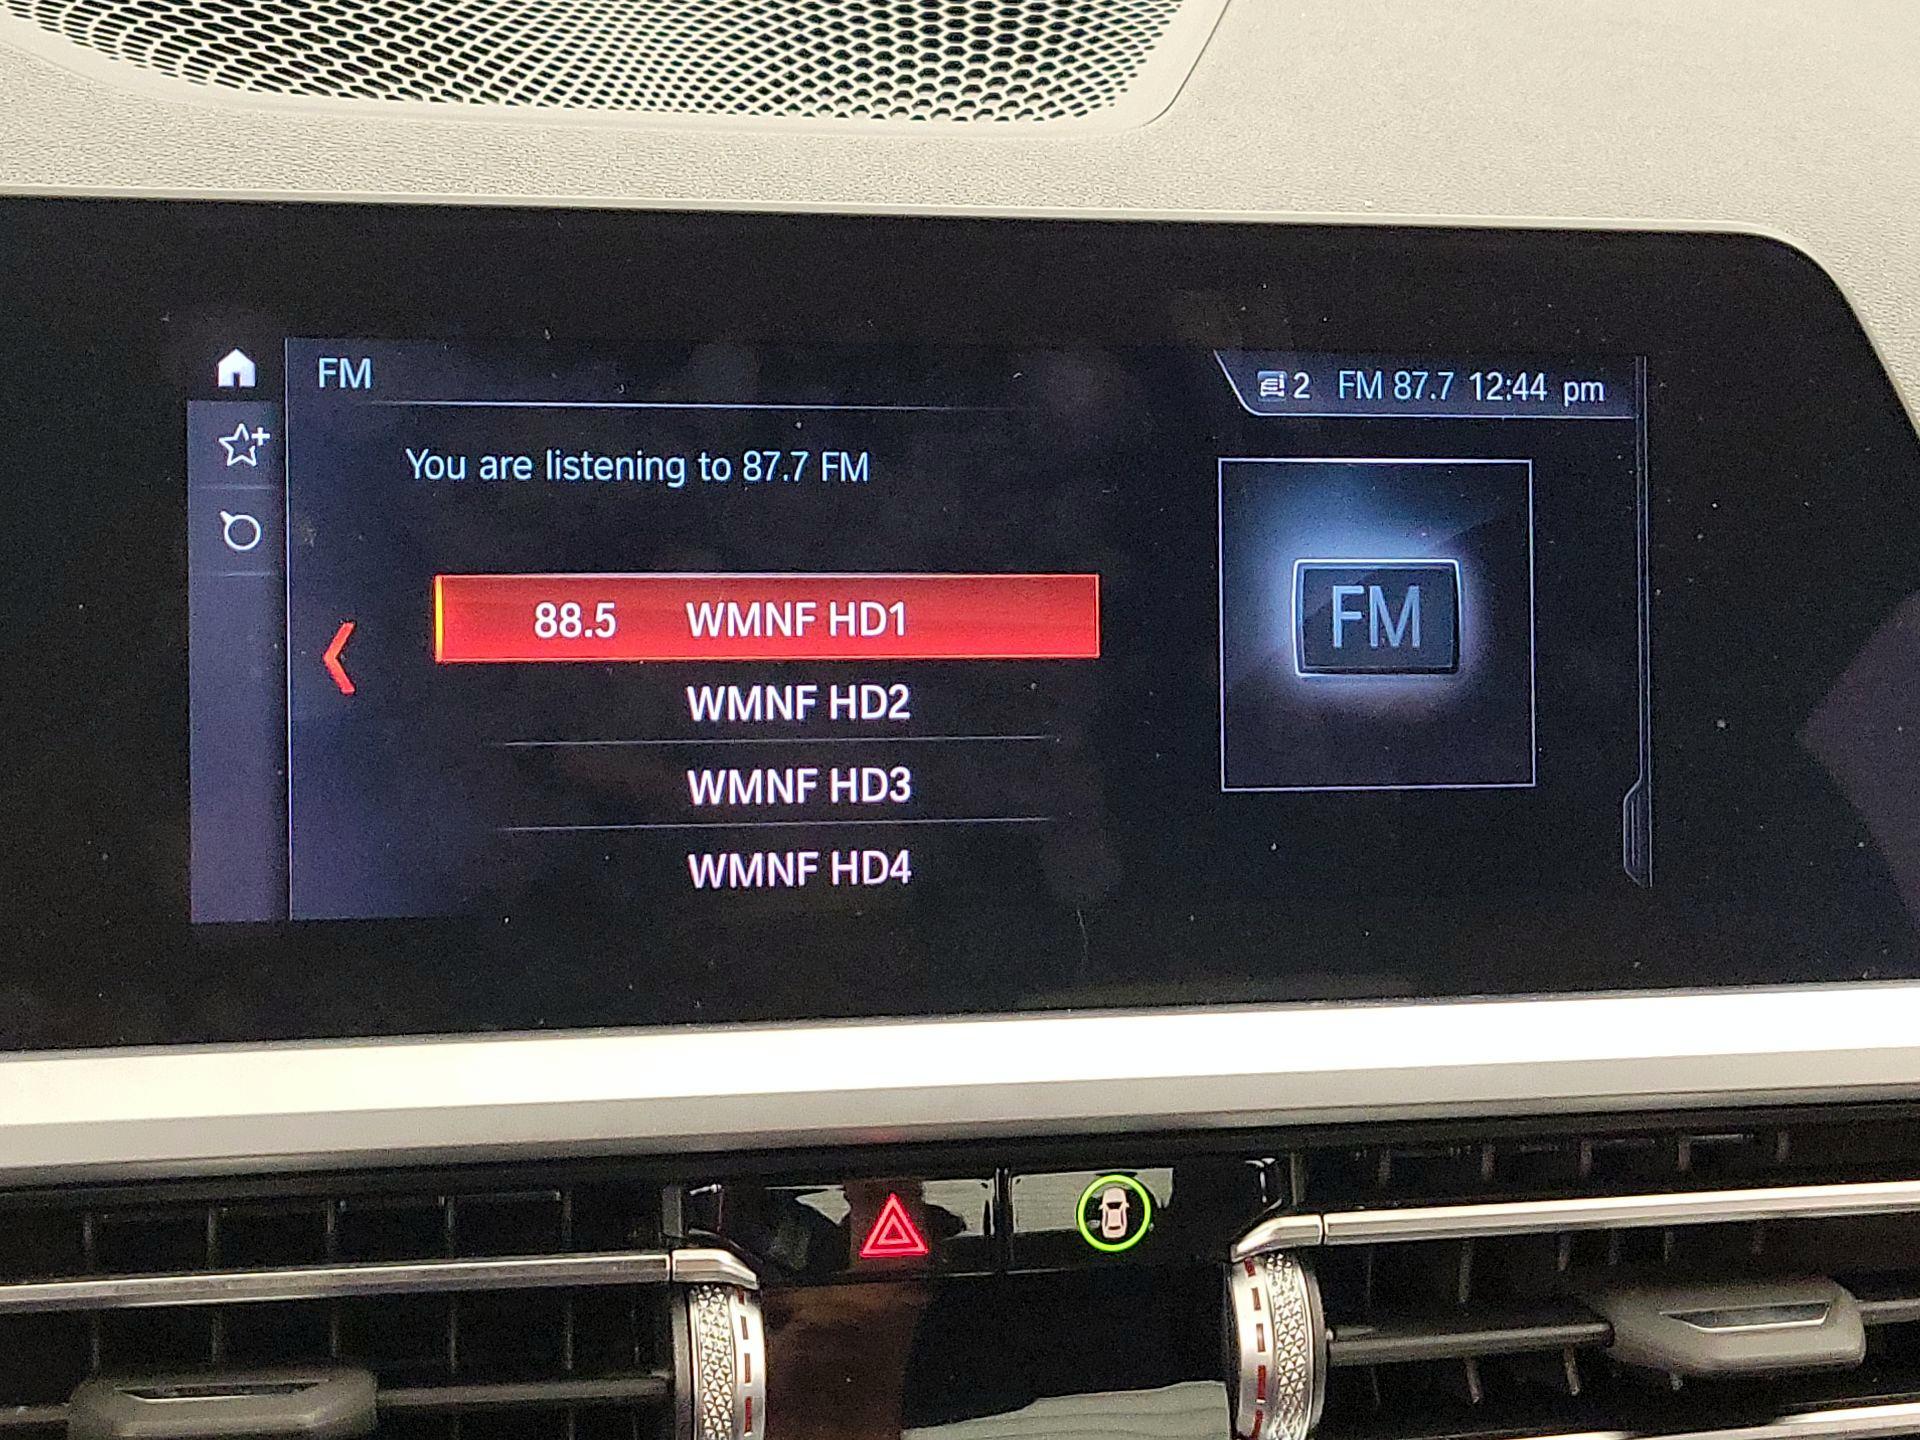 FM
2 FM 87.7 12:44 pm
You are listening to 87.7 FM
88.5 WMNF HD1
WMNF HD2
WMNF HD3
WMNF HD4
FM